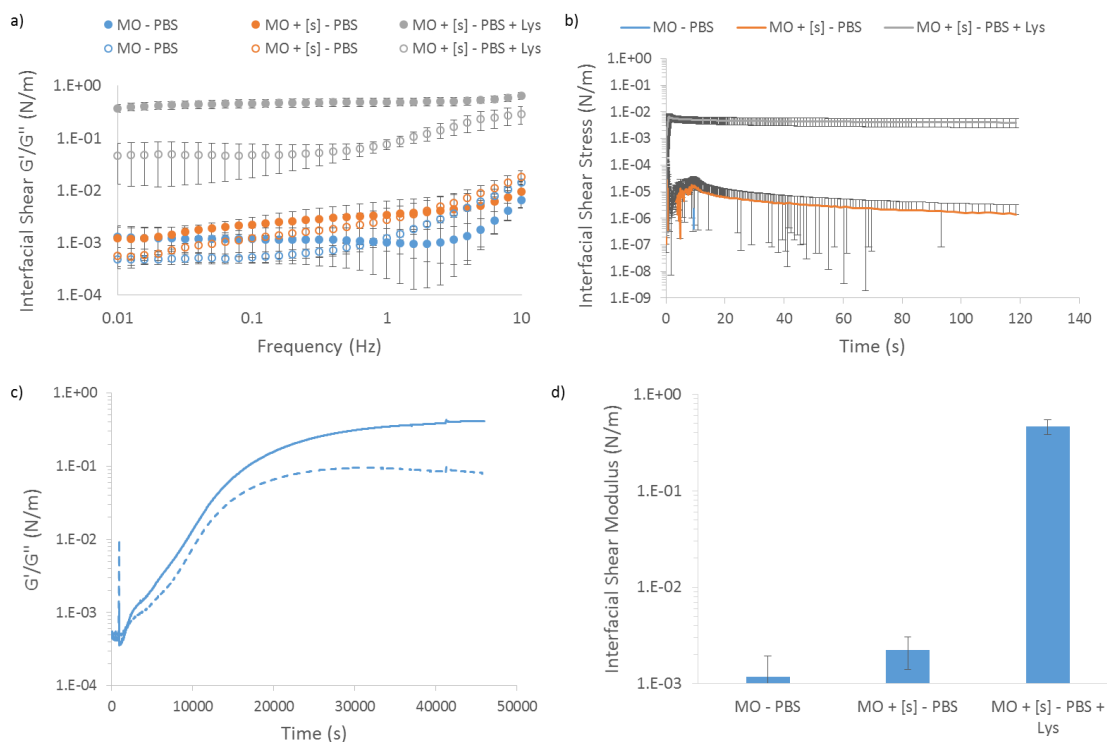 a)
MO - PBS
MO + [s] - PBS
MO + [s] - PBS + Lys
MO - PBS
MO + [s] - PBS
MO + [s] - PBS + Lys
Interfacial Shear G'/G'' (N/m)
1.E+00
1.E-01
1.E-02
1.E-03
1.E-04
0.01
0.1
1
10
Frequency (Hz)
b)
MO - PBS
MO + [s] - PBS
MO + [s] - PBS + Lys
Interfacial Shear Stress (N/m)
1.E+00
1.E-01
1.E-02
1.E-03
1.E-04
1.E-05
1.E-06
1.E-07
1.E-08
1.E-09
0
20
40
60
80
100
120
140
Time (s)
c)
G'/G'' (N/m)
1.E+00
1.E-01
1.E-02
1.E-03
1.E-04
0
10000
20000
30000
40000
50000
Time (s)
d)
Interfacial Shear Modulus (N/m)
1.E+00
1.E-01
1.E-02
1.E-03
MO - PBS
MO + [s] - PBS
MO + [s] - PBS +
Lys